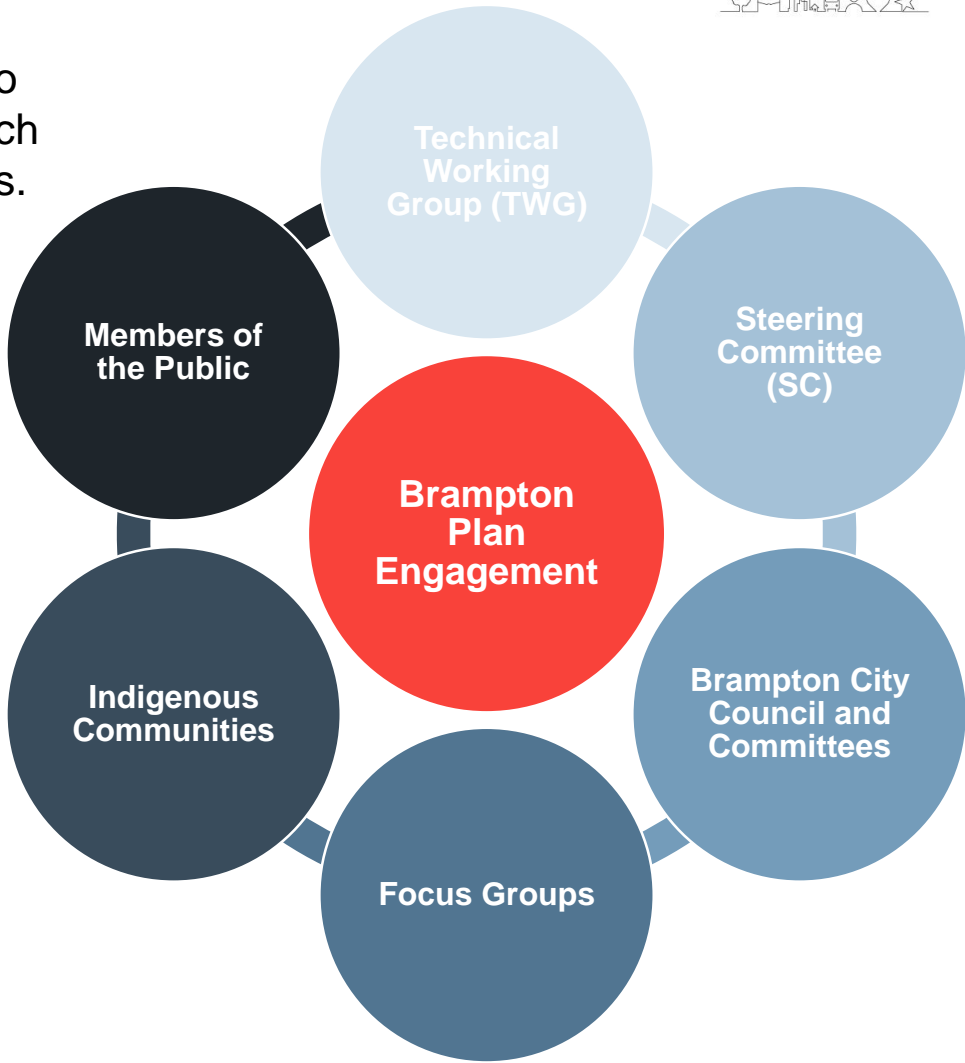 o
ch
s.
Technical
Working
Group (TWG)
Steering
Committee
(SC)
Brampton City
Council and
Committees
Focus Groups
Indigenous
Communities
Members of
the Public
Brampton
Plan
Engagement